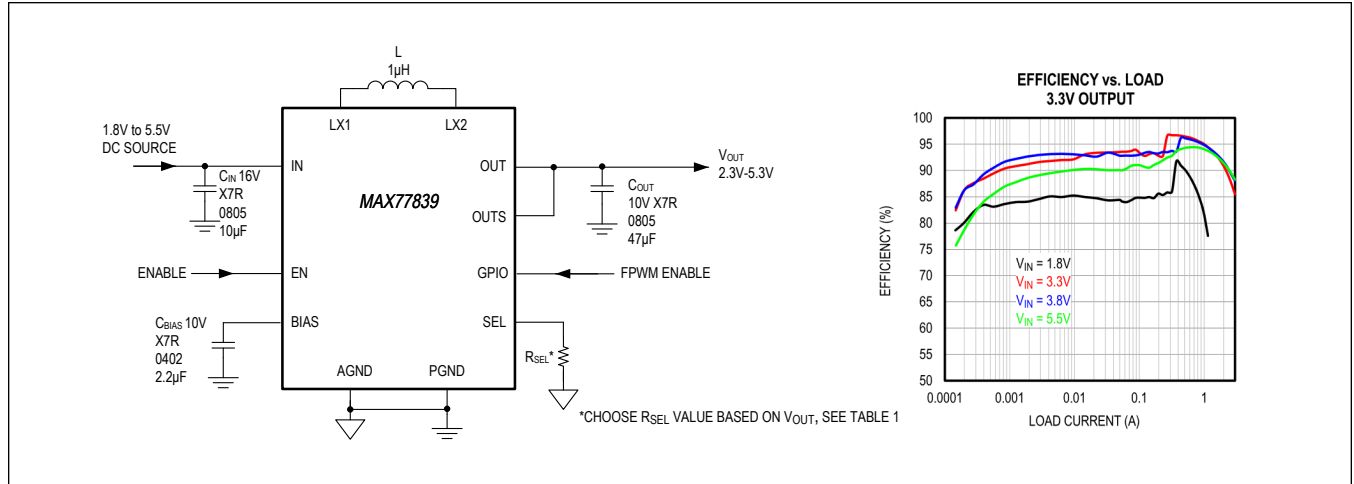 L
1µH
LX1
LX2
1.8V to 5.5V
DC SOURCE
IN
CIN 16V
X7R
0805
10µF
MAX77839
OUT
OUTS
VOUT
2.3V-5.3V
COUT
10V X7R
0805
47µF
ENABLE
EN
GPIO
FPWM ENABLE
CBIAS 10V
X7R
0402
2.2µF
BIAS
SEL
RSEL*
AGND
PGND
*CHOOSE RSEL VALUE BASED ON VOUT, SEE TABLE 1
EFFICIENCY vs. LOAD
3.3V OUTPUT
EFFICIENCY (%)
100
95
90
85
80
75
70
65
60
55
50
VIN = 1.8V
VIN = 3.3V
VIN = 3.8V
VIN = 5.5V
0.0001
0.001
0.01
0.1
1
LOAD CURRENT (A)